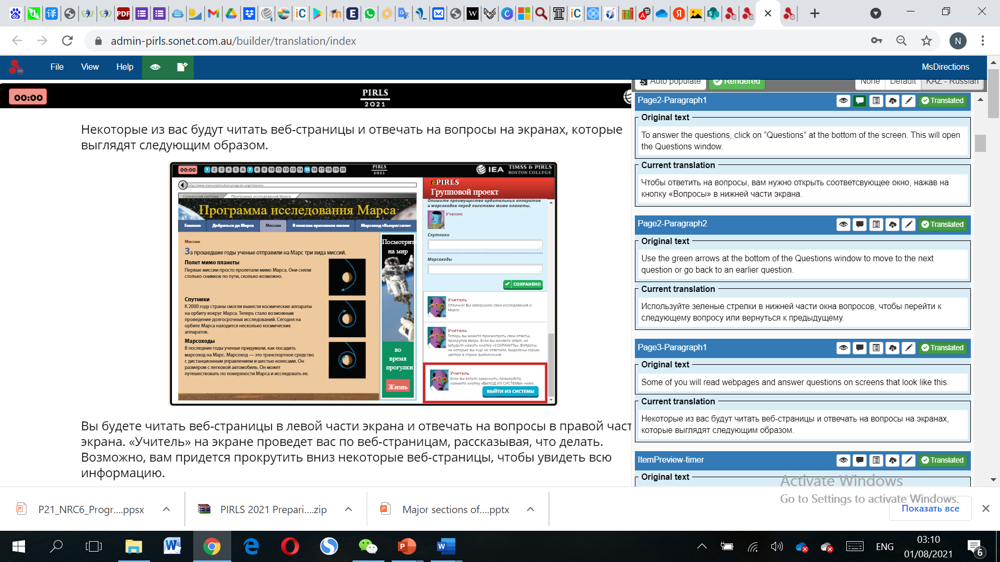 admin-pirls.sonet.com.au/builder/translation/index
N
File View Help
MsDirections
00:00
PIRLS
2021
Auto populate
Rendered
None
Default
KAZ - Russian
Некоторые из вас будут читать веб-страницы и отвечать на вопросы на экранах, которые
выглядят следующим образом.
00:00
1 2 3 4 5 6 7 8 9 10 11 12 13 14 15 16 17 18 19 20
PIRLS
2021
IEA
TIMSS & PIRLS
BOSTON COLLEGE
http://www.mars-exploration-program.org/missions
Солнечная система
Программа исследования Марса
Программа исследования Марса
Главная
Добраться до Марса
Миссии
В поисках признаков жизни
Марсоход «Кьюриосити»
Миссии
За прошедшие годы ученые отправили на Марс три вида миссий.
Полет мимо планеты
Первые миссии просто пролетали мимо Марса. Они сняли
столько снимков по пути, сколько возможно.
Спутники
К 2000 году страны смогли вывести космические аппараты
на орбиту вокруг Марса. Теперь стало возможным
проведение долгосрочных исследований. Сегодня на
орбите Марса находится несколько космических
аппаратов.
Марсоходы
В последние годы ученые придумали, как посадить
марсоход на Марс. Марсоход — это транспортное средство
с дистанционным управлением и шестью колесами. Он
размером с легковой автомобиль. Он может
путешествовать по поверхности Марса и исследовать ее.
Посмотрите
на мир
во
время
прогулки
Жизнь
ePIRLS
Групповой проект
Опишите преимущества орбитальных аппаратов
и марсоходов перед полетами мимо планеты.
Ученик
Спутники
Марсоходы
СОХРАНЕНО
Учитель
Отлично! Вы завершили свои исследования о
Марсе.
Учитель
Теперь вы можете просмотреть свои ответы,
прокрутив вверх. Если вы меняете ответ, не
забудьте нажать кнопку «СОХРАНИТЬ». Вопросы,
на которые вы еще не ответили, выделены серым
цветом в строке выполнения.
Учитель
Если вы хотите закончить, пожалуйста,
нажмите кнопку «ВЫХОД ИЗ СИСТЕМЫ» ниже.
ВЫЙТИ ИЗ СИСТЕМЫ
Вы будете читать веб-страницы в левой части экрана и отвечать на вопросы в правой част
экрана. «Учитель» на экране проведет вас по веб-страницам, рассказывая, что делать.
Возможно, вам придется прокрутить вниз некоторые веб-страницы, чтобы увидеть всю
информацию.
Page2-Paragraph1
Translated
Original text
To answer the questions, click on “Questions” at the bottom of the screen. This will open
the Questions window.
Current translation
Чтобы ответить на вопросы, вам нужно открыть соответсвующее окно, нажав на
кнопку «Вопросы» в нижней части экрана.
Page2-Paragraph2
Translated
Original text
Use the green arrows at the bottom of the Questions window to move to the next
question or go back to an earlier question.
Current translation
Используйте зеленые стрелки в нижней части окна вопросов, чтобы перейти к
следующему вопросу или вернуться к предыдущему.
Page3-Paragraph1
Translated
Original text
Some of you will read webpages and answer questions on screens that look like this.
Current translation
Некоторые из вас будут читать веб-страницы и отвечать на вопросы на экранах,
которые выглядят следующим образом.
ItemPreview-timer
Translated
Original text
Activate Windows
Go to Settings to activate Windows.
P21_NRC6_Progr....ppsx
PIRLS 2021 Prepari....zip
Major sections of....pptx
Показать все
ENG
03:10
01/08/2021
6